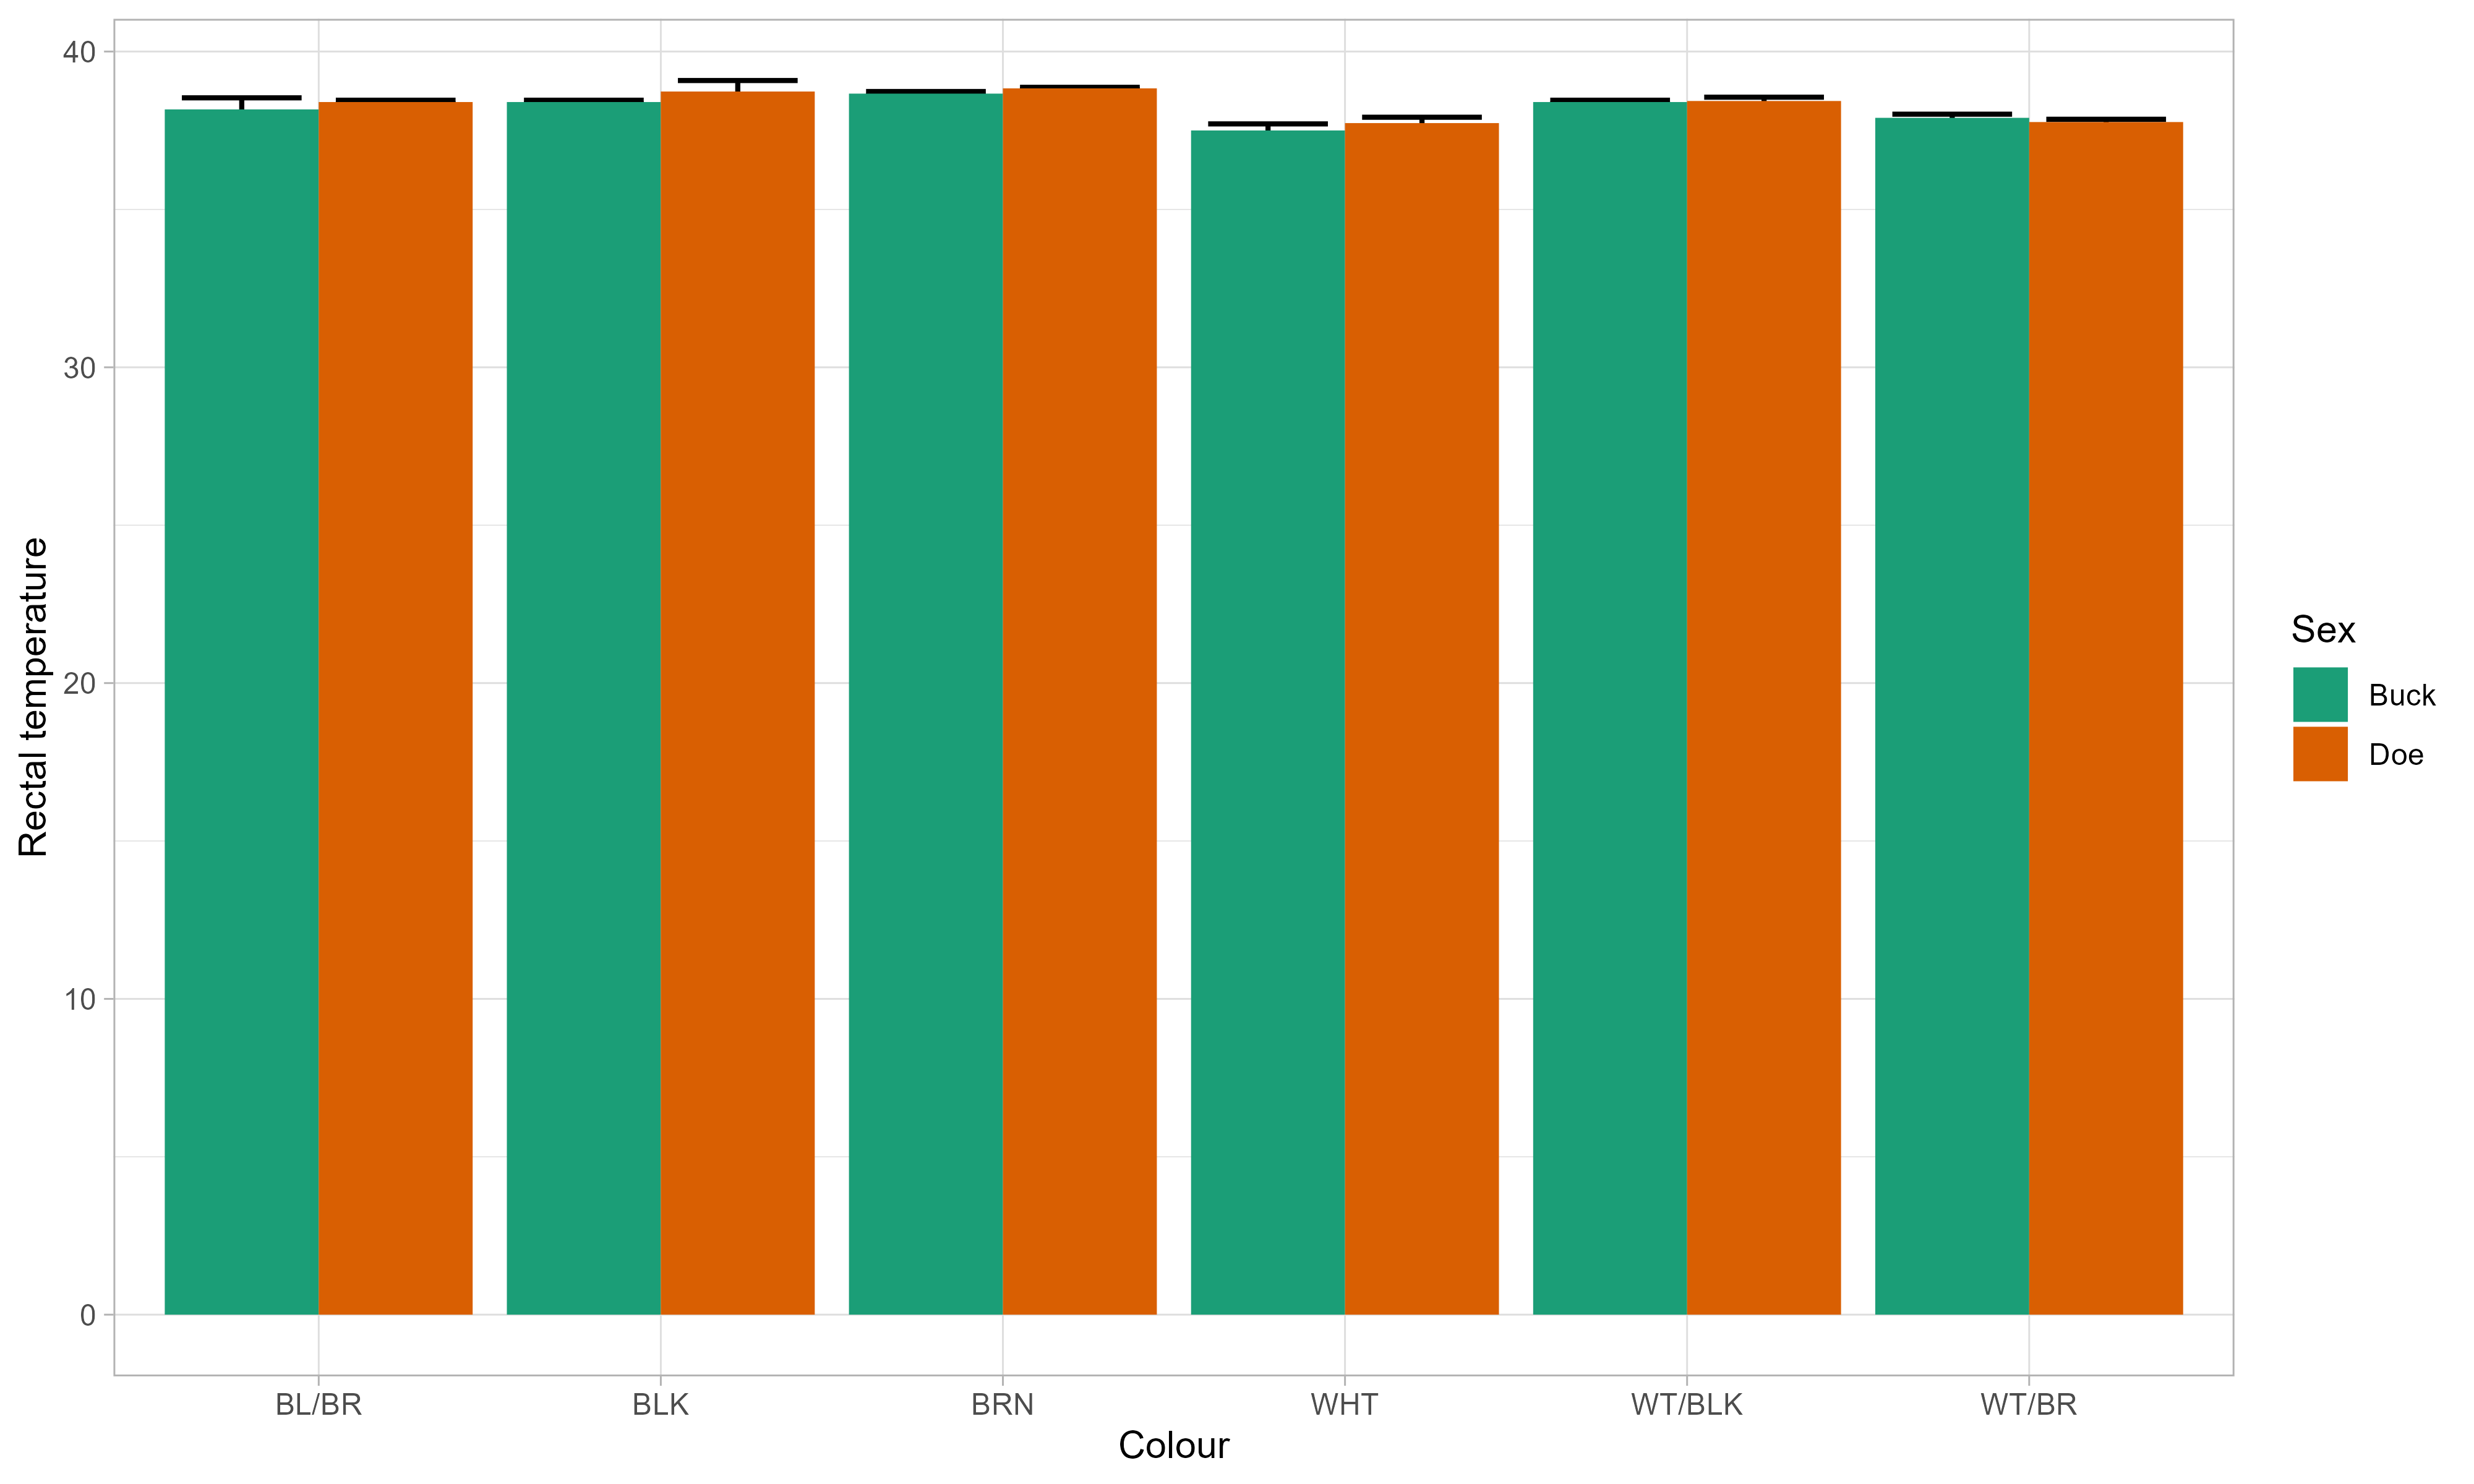 40
30
20
10
0
Rectal temperature
BL/BR
BLK
BRN
WHT
WT/BLK
WT/BR
Colour
Sex
Buck
Doe